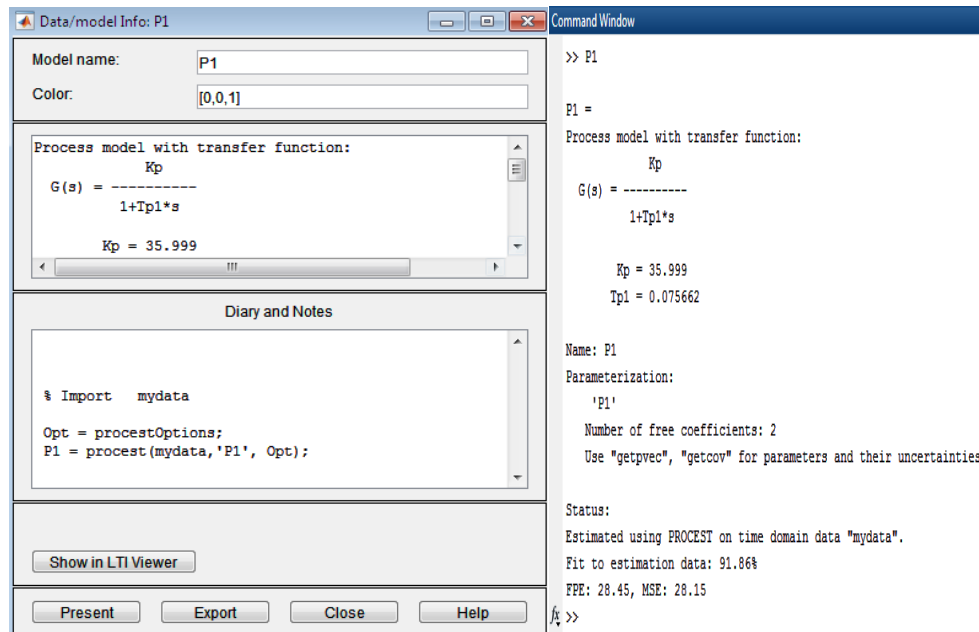 Data/model Info: P1
Model name:
P1
Color:
[0,0,1]
Process model with transfer function:
Kp
G(s) = ----------
1+Tp1*s
Kp = 35.999
Diary and Notes
% Import mydata
Opt = procestOptions;
P1 = procest(mydata,'P1', Opt);
Show in LTI Viewer
Present Export Close Help
Command Window
>> P1
P1 =
Process model with transfer function:
Kp
G(s) = ----------
1+Tp1*s
Kp = 35.999
Tp1 = 0.075662
Name: P1
Parameterization:
'P1'
Number of free coefficients: 2
Use "getpvec", "getcov" for parameters and their uncertainties
Status:
Estimated using PROCEST on time domain data "mydata".
Fit to estimation data: 91.86%
FPE: 28.45, MSE: 28.15
fx >>